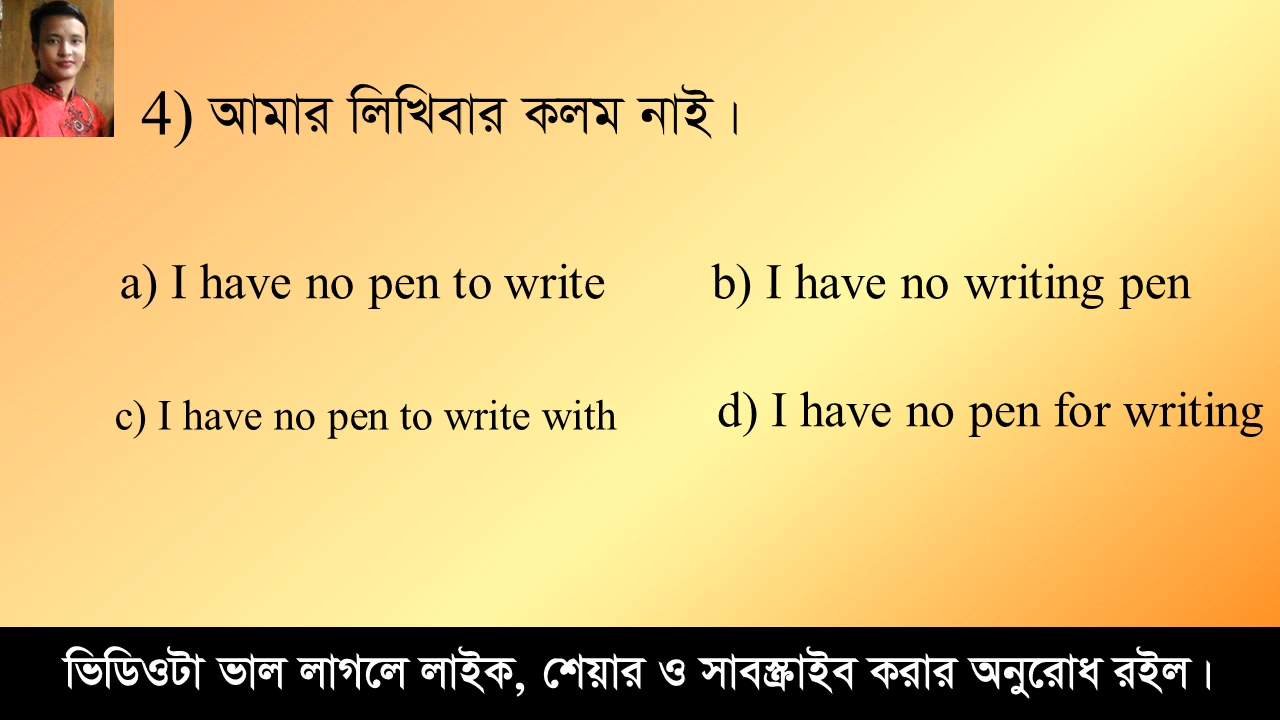 4) আমার লিখিবার কলম নাই।
a) I have no pen to write
b) I have no writing pen
c) I have no pen to write with
d) I have no pen for writing
ভিডিওটা ভাল লাগলে লাইক, শেয়ার ও সাবস্ক্রাইব করার অনুরোধ রইল।